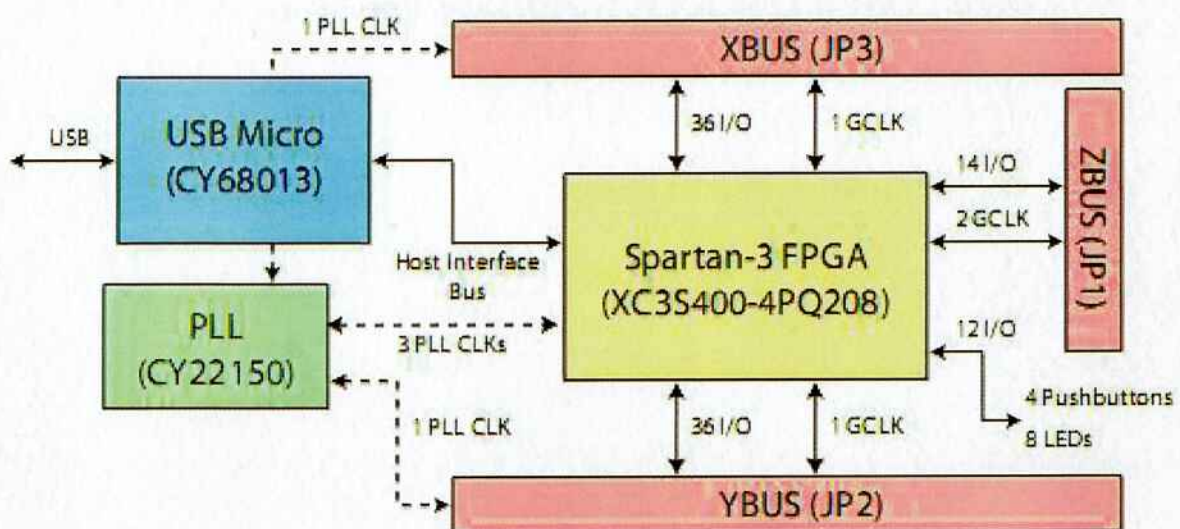 1 PLL CLK
XBUS (JP3)
USB
USB Micro
(CY68013)
36 I/O
1 GCLK
ZBUS (JP1)
14 I/O
2 GCLK
Host Interface
Bus
Spartan-3 FPGA
(XC3S400-4PQ208)
PLL
(CY22150)
3 PLL CLKs
12 I/O
4 Pushbuttons
8 LEDs
1 PLL CLK
36 I/O
1 GCLK
YBUS (JP2)